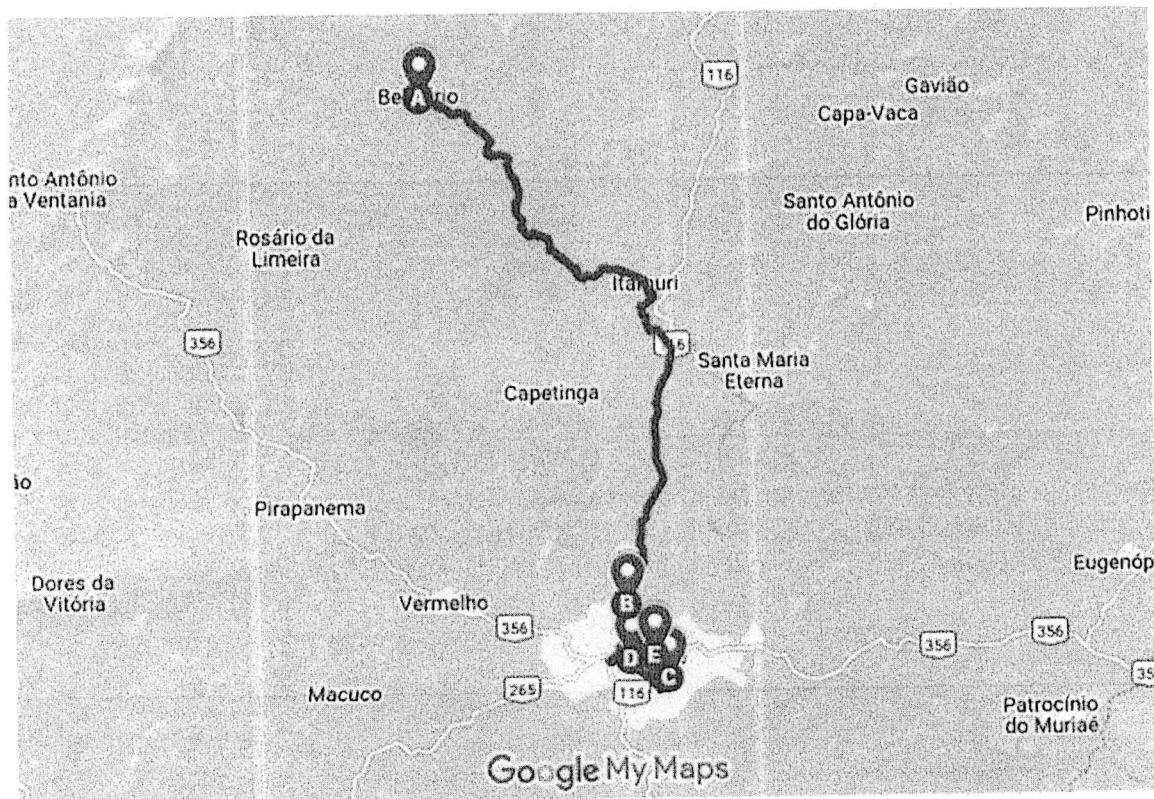 116
Gavião
Capa-Vaca
A
nto Antônio
a Ventania
Santo Antônio
do Glória
Pinhoti
Rosário da
Limeira
356
Santa Maria
Eterna
Capetinga
ão
Pirapanema
Dores da
Vitória
Vermelho
Eugenóp
B
356
D
E
C
356
356
35
Macuco
265
116
Patrocínio
do Muriaé
Google My Maps